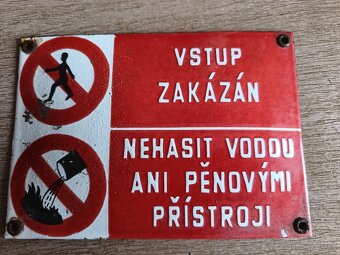 VSTUP
ZAKÁZÁN
NEHASIT VODOU
ANI PĚNOVÝMI
PŘÍSTROJI